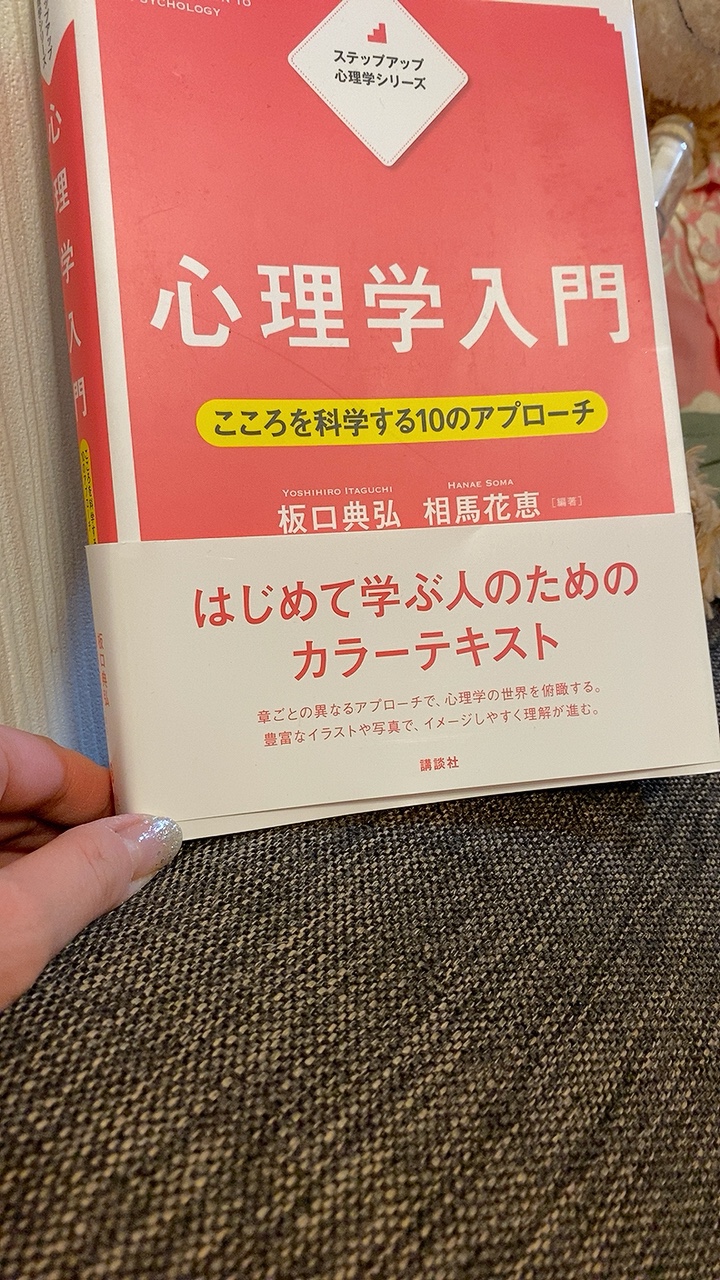 PSYCHOLOGY
ステップアップ
心理学シリーズ
心理学入門
こころを科学する10のアプローチ
YOSHIHIRO ITAGUCHI HANAE SOMA
板口典弘 相馬花恵 [編著]
はじめて学ぶ人のための
カラーテキスト
章ごとの異なるアプローチで、心理学の世界を俯瞰する。
豊富なイラストや写真で、イメージしやすく理解が進む。
講談社
心理学入門
板口典弘